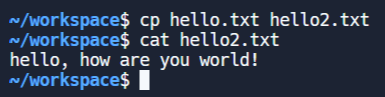 ~/workspace$ cp hello.txt hello2.txt
~/workspace$ cat hello2.txt
hello, how are you world!
~/workspace$